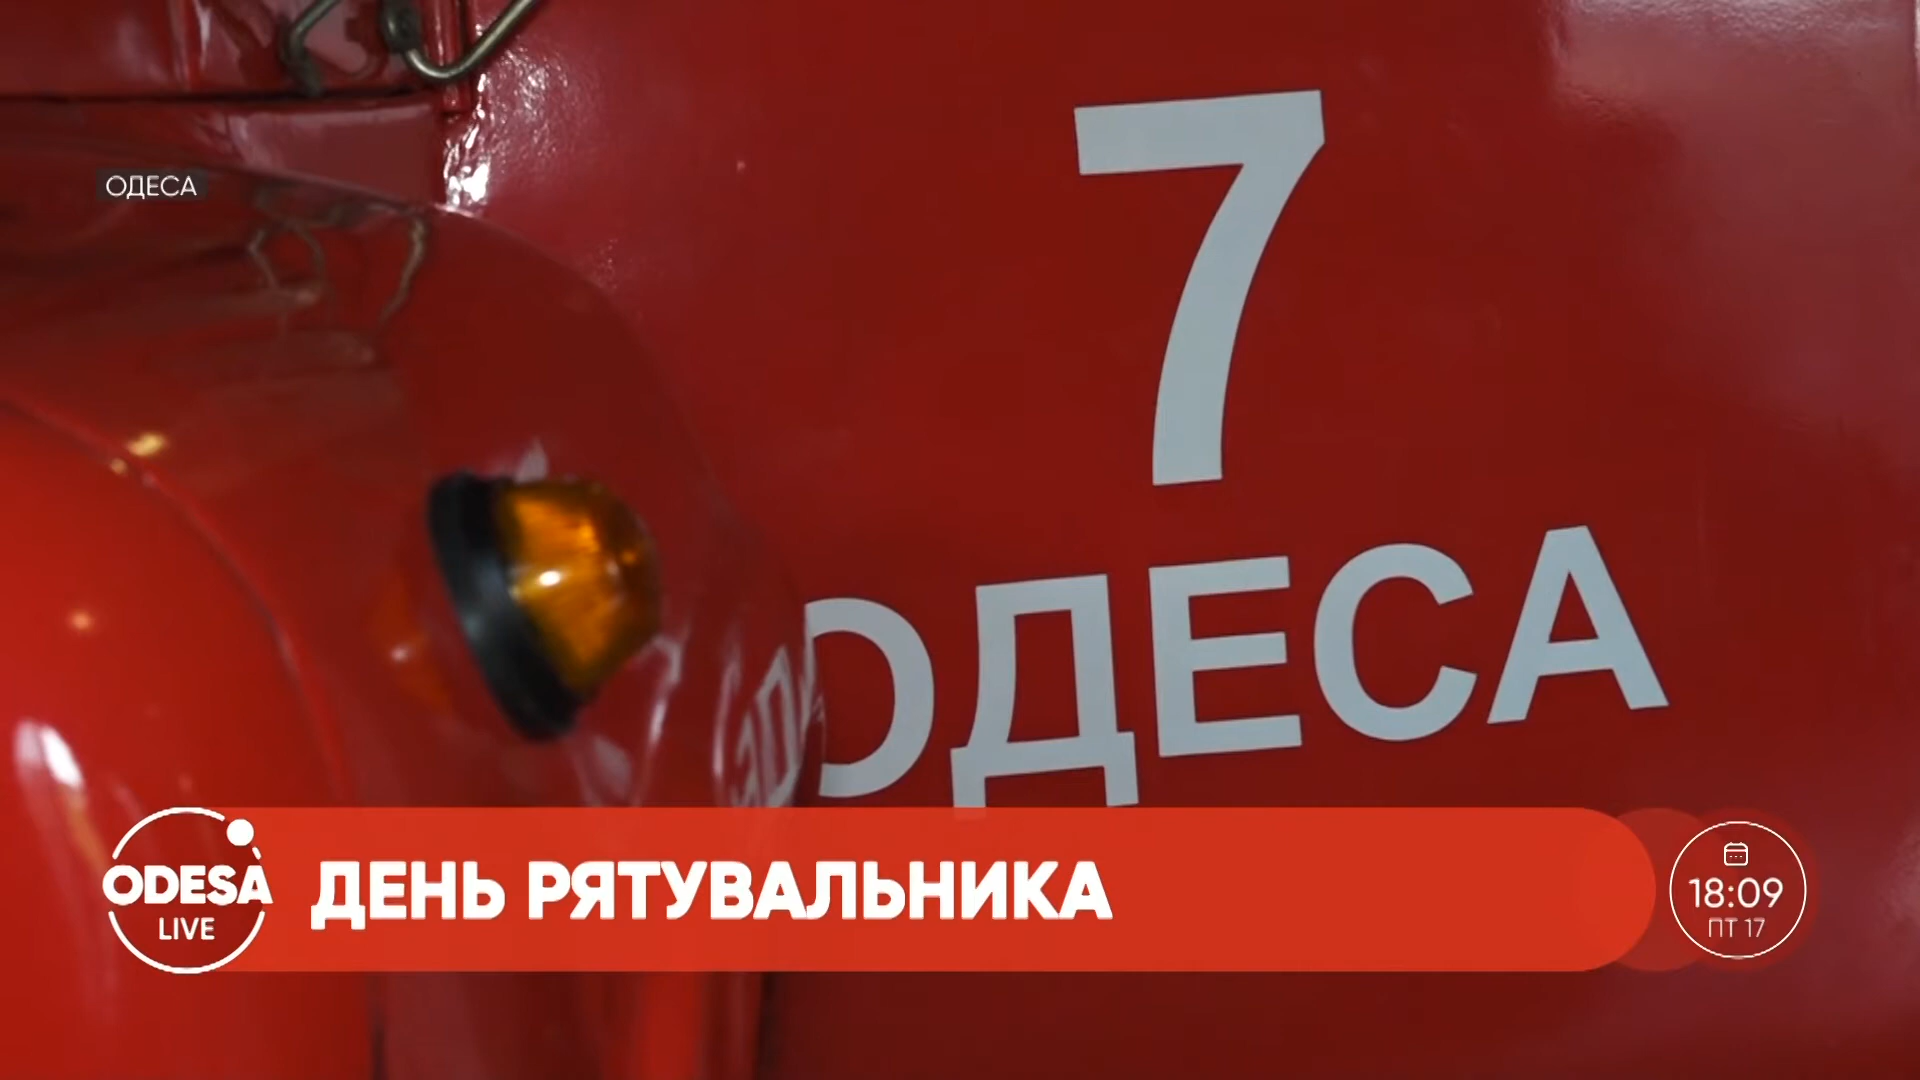 7
ОДЕСА
ОДЕСА
ODESA
LIVE
ДЕНЬ РЯТУВАЛЬНИКА
18:09
ПТ 17